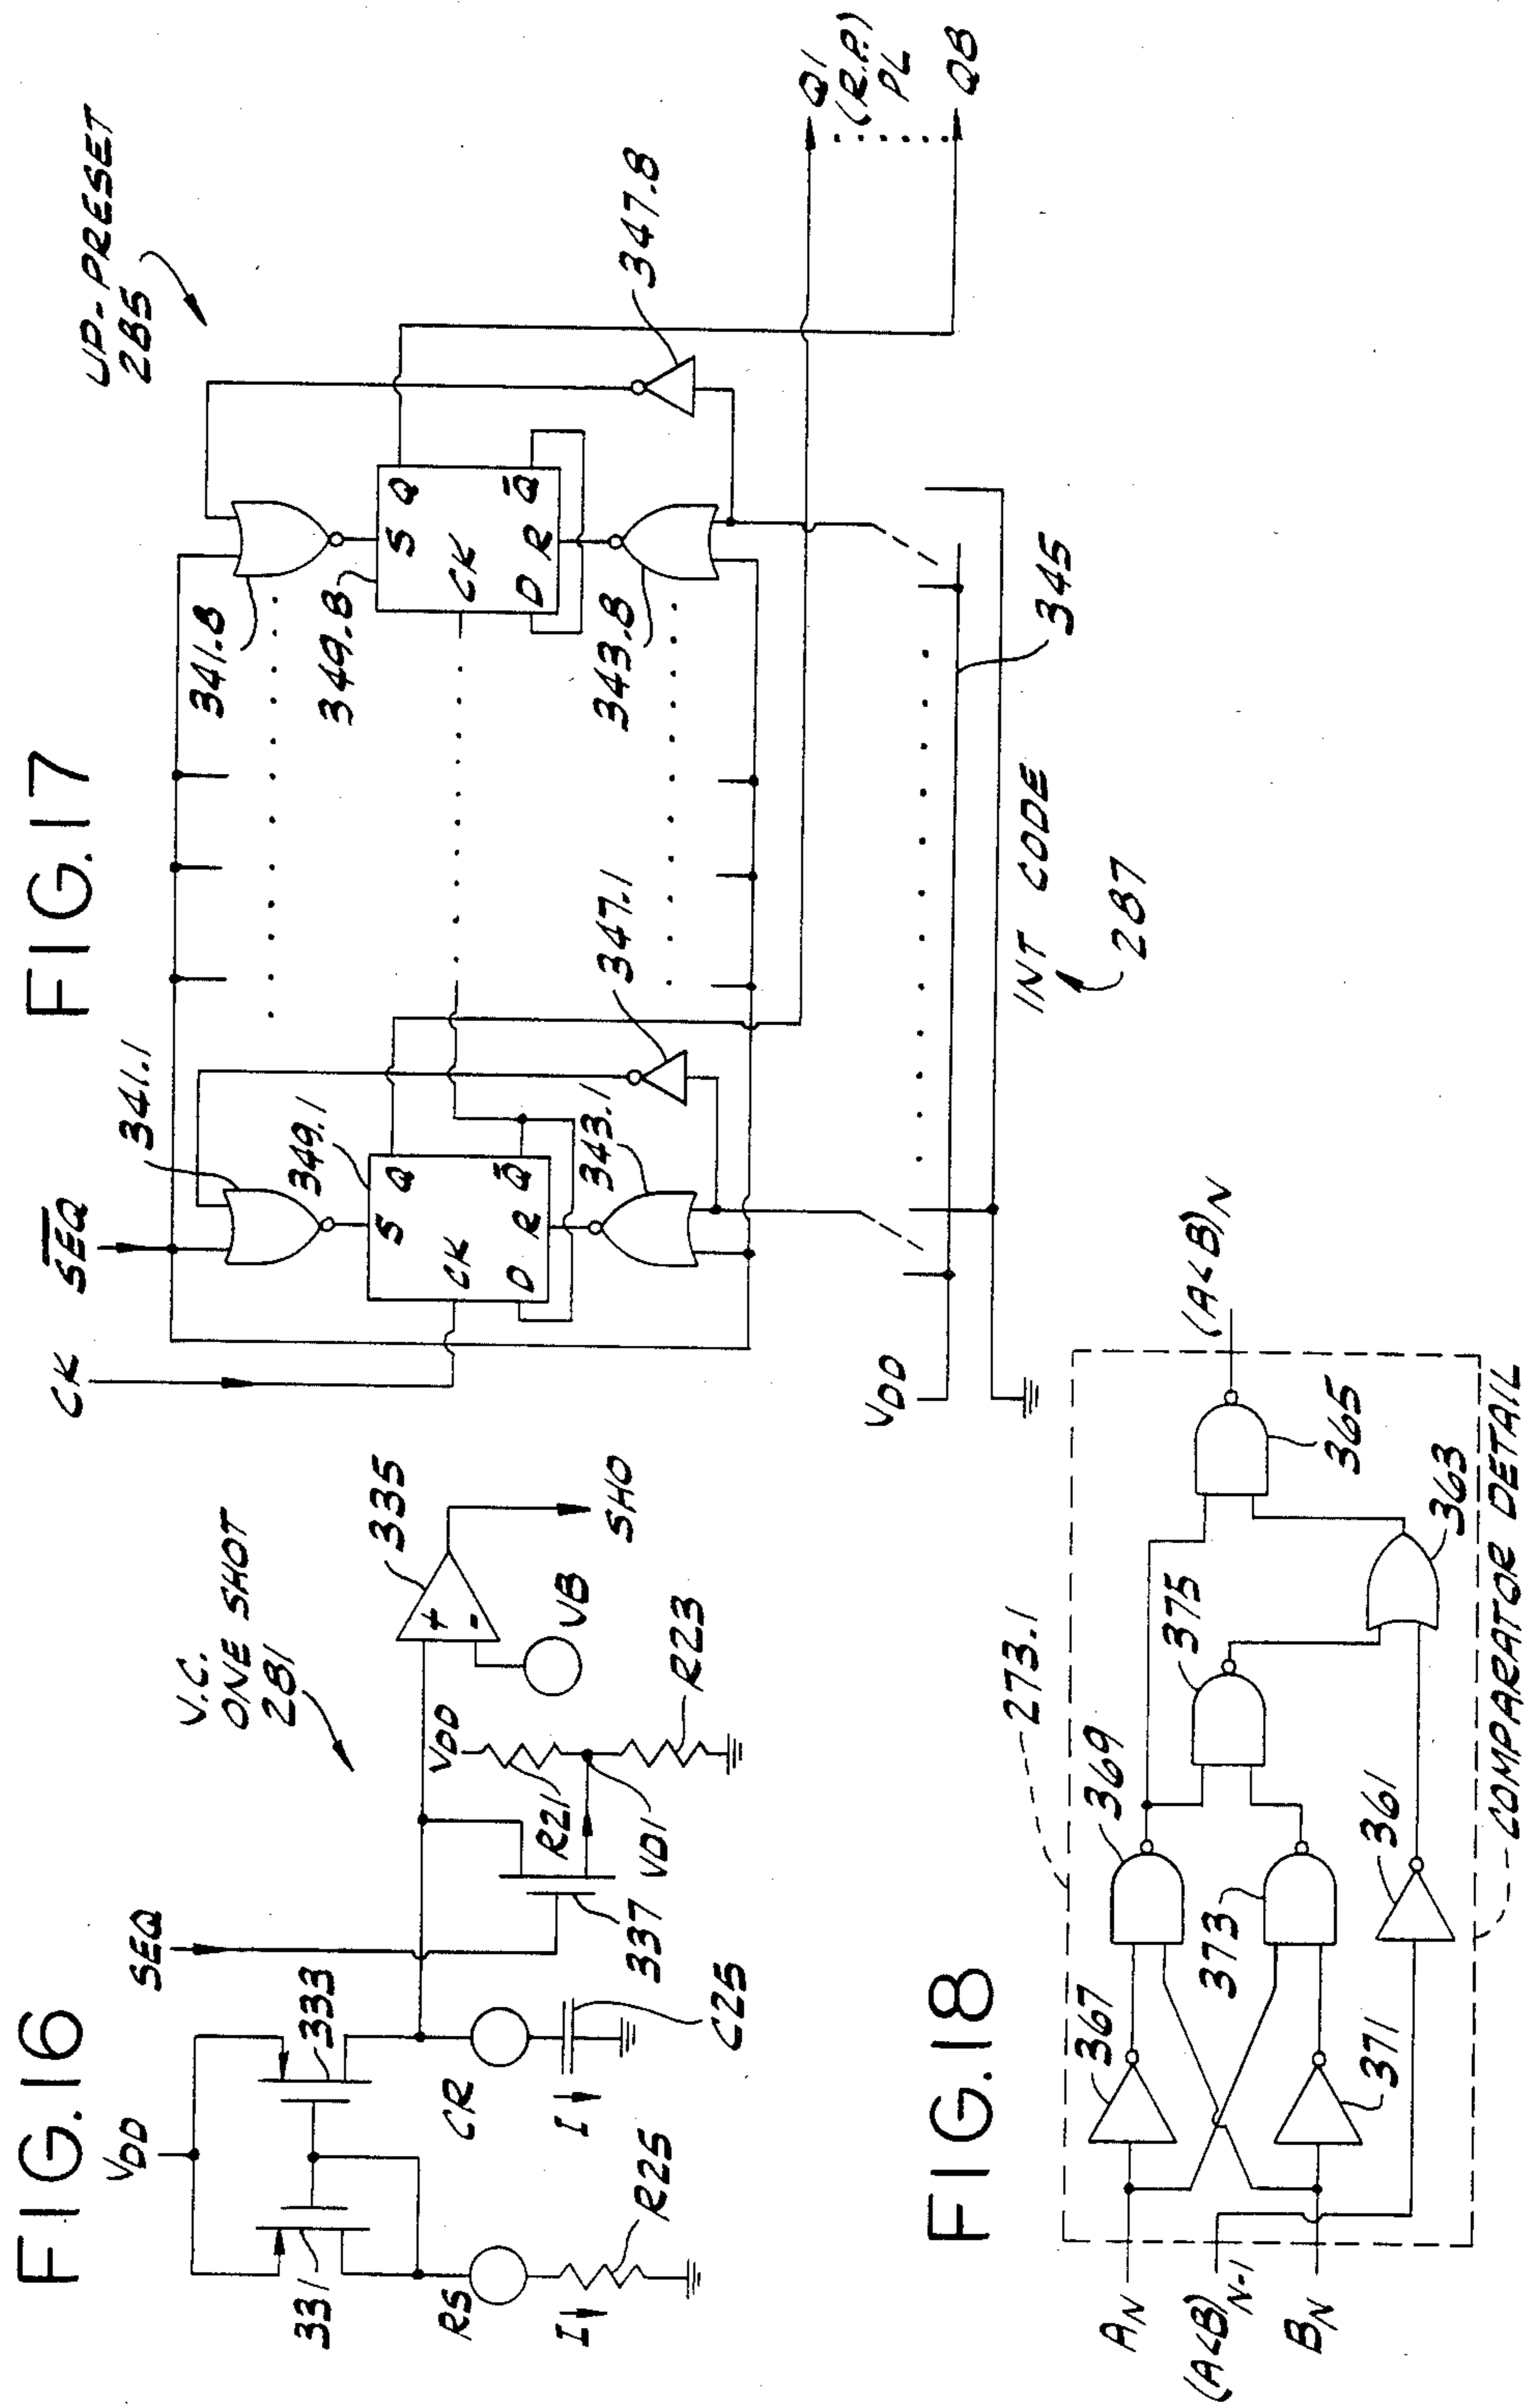 FIG.16
VDD
331
333
RS
I
R25
CR
I
C25
SEQ
337
VD1
R21
VDD
R23
V.C.
ONE SHOT
281
335
VB
SHO
FIG.17
CK
SEQ
341.1
349.1
S
Q
CK
D
R
Q
343.1
347.1
341.8
349.8
S
Q
CK
D
R
Q
343.8
347.8
UP-PRESET
285
Q1
(R.P.)
PL
Q8
VDD
345
INT CODE
287
FIG.18
AN
(A<B)N-1
BN
367
371
369
373
361
375
363
365
273.1
(A<B)N
COMPARATOR DETAIL